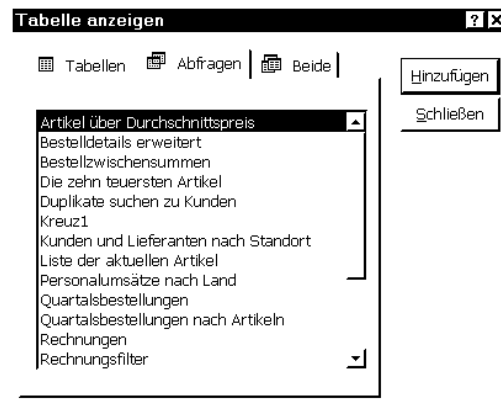 Tabelle anzeigen
Tabellen Abfragen Beide
Hinzufügen
Schließen
Artikel über Durchschnittspreis
Bestelldetails erweitert
Bestellzwischensummen
Die zehn teuersten Artikel
Duplikate suchen zu Kunden
Kreuz1
Kunden und Lieferanten nach Standort
Liste der aktuellen Artikel
Personalumsätze nach Land
Quartalsbestellungen
Quartalsbestellungen nach Artikeln
Rechnungen
Rechnungsfilter